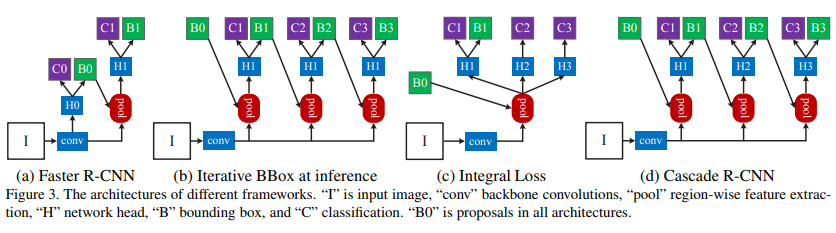 C1 B1 B0 C1 B1 C2 B2 C3 B3 C1 B1 C2 C3 B0 C1 B1 C2 B2 C3 B3
C0 B0 H1 H1 H1 H1 H1 H2 H3 H1 H2 H3
B0
H0 pool pool pool pool pool pool pool pool
I conv I conv I conv I conv
(a) Faster R-CNN (b) Iterative BBox at inference (c) Integral Loss (d) Cascade R-CNN
Figure 3. The architectures of different frameworks. “I” is input image, “conv” backbone convolutions, “pool” region-wise feature extrac-
tion, “H” network head, “B” bounding box, and “C” classification. “B0” is proposals in all architectures.